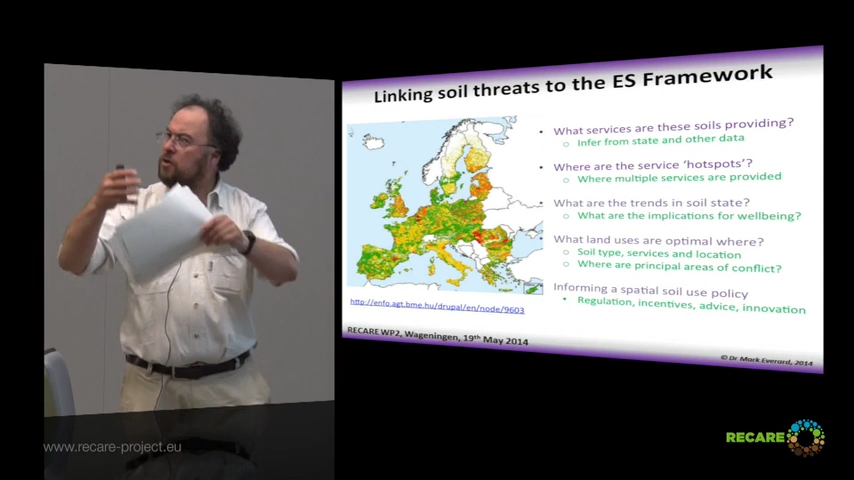 Linking soil threats to the ES Framework
• What services are these soils providing?
o Infer from state and other data
• Where are the service 'hotspots'?
o Where multiple services are provided
• What are the trends in soil state?
o What are the implications for wellbeing?
• What land uses are optimal where?
o Soil type, services and location
o Where are principal areas of conflict?
Informing a spatial soil use policy
• Regulation, incentives, advice, innovation
http://enfo.agt.bme.hu/drupal/en/node/9603
RECARE WP2, Wageningen, 19th May 2014
© Dr Mark Everard, 2014
www.recare-project.eu
RECARE